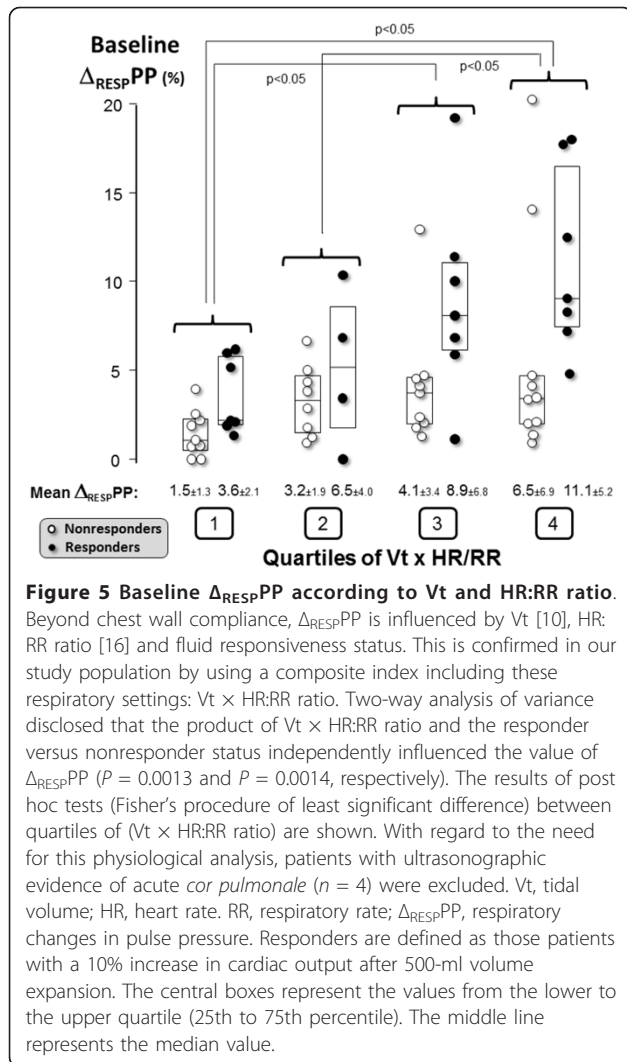 Baseline
Δ_RESP PP (%)
p<0.05
p<0.05
p<0.05
20
15
10
5
0
Mean Δ_RESP PP: 1.5±1.3 3.6±2.1 3.2±1.9 6.5±4.0 4.1±3.4 8.9±6.8 6.5±6.9 11.1±5.2
○ Nonresponders
● Responders
1 2 3 4
Quartiles of Vt x HR/RR
Figure 5 Baseline Δ_RESP PP according to Vt and HR:RR ratio.
Beyond chest wall compliance, Δ_RESP PP is influenced by Vt [10], HR:
RR ratio [16] and fluid responsiveness status. This is confirmed in our
study population by using a composite index including these
respiratory settings: Vt × HR:RR ratio. Two-way analysis of variance
disclosed that the product of Vt × HR:RR ratio and the responder
versus nonresponder status independently influenced the value of
Δ_RESP PP (P = 0.0013 and P = 0.0014, respectively). The results of post
hoc tests (Fisher's procedure of least significant difference) between
quartiles of (Vt × HR:RR ratio) are shown. With regard to the need
for this physiological analysis, patients with ultrasonographic
evidence of acute cor pulmonale (n = 4) were excluded. Vt, tidal
volume; HR, heart rate. RR, respiratory rate; Δ_RESP PP, respiratory
changes in pulse pressure. Responders are defined as those patients
with a 10% increase in cardiac output after 500-ml volume
expansion. The central boxes represent the values from the lower to
the upper quartile (25th to 75th percentile). The middle line
represents the median value.